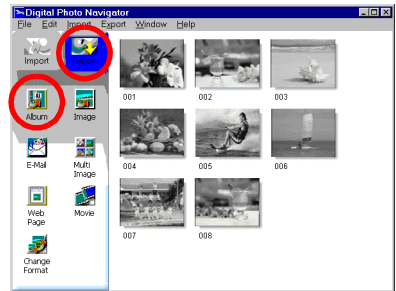 Digital Photo Navigator
File Edit Import Export Window Help
Import Export
Album Image
E-Mail Multi Image
Web Page Movie
Change Format
001 002 003
004 005 006
007 008